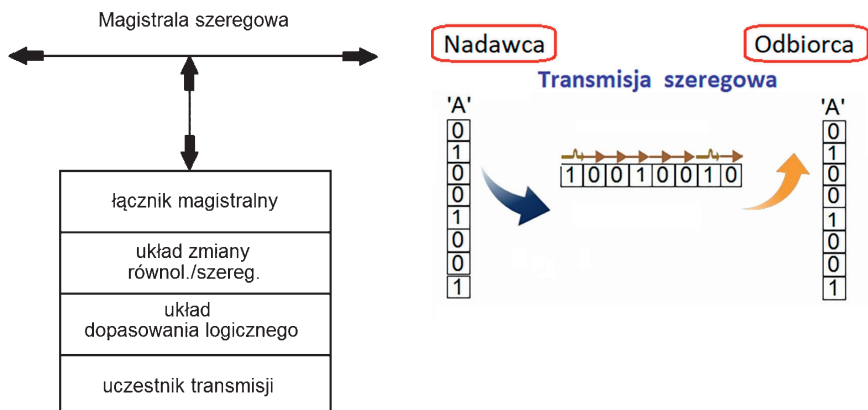 Magistrala szeregowa
łącznik magistralny
układ zmiany
równol./szereg.
układ
dopasowania logicznego
uczestnik transmisji
Nadawca
Odbiorca
Transmisja szeregowa
'A'
0
1
0
0
1
0
0
1
1 0 0 1 0 0 1 0
'A'
0
1
0
0
1
0
0
1